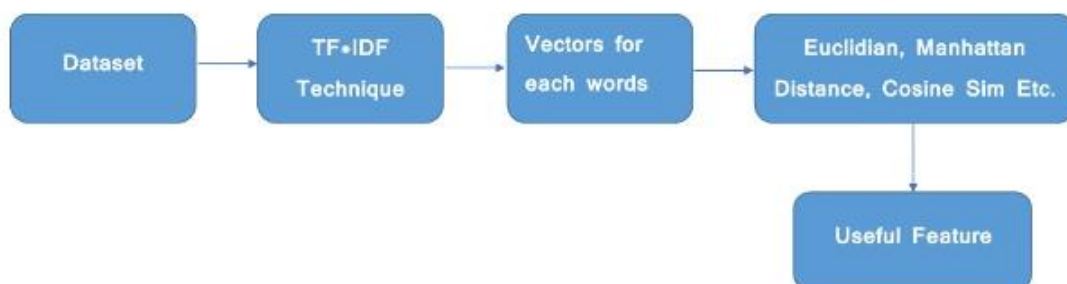 Dataset
TF•IDF
Technique
Vectors for
each words
Euclidian, Manhattan
Distance, Cosine Sim Etc.
Useful Feature